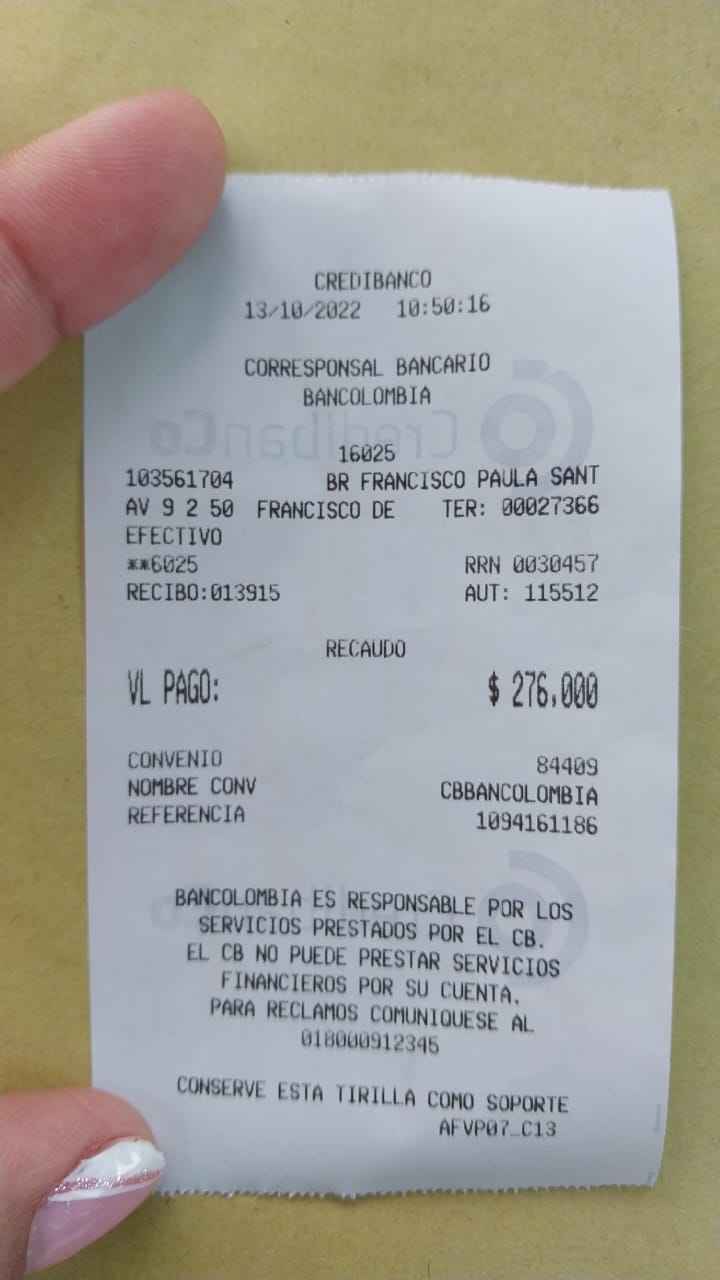 CREDIBANCO
13/10/2022 10:50:16
CORRESPONSAL BANCARIO
BANCOLOMBIA
16025
103561704 BR FRANCISCO PAULA SANT
AV 9 2 50 FRANCISCO DE TER: 00027366
EFECTIVO
**6025 RRN 0030457
RECIBO:013915 AUT: 115512
RECAUDO
VL PAGO: $ 276,000
CONVENIO 84409
NOMBRE CONV CBBANCOLOMBIA
REFERENCIA 1094161186
BANCOLOMBIA ES RESPONSABLE POR LOS
SERVICIOS PRESTADOS POR EL CB.
EL CB NO PUEDE PRESTAR SERVICIOS
FINANCIEROS POR SU CUENTA.
PARA RECLAMOS COMUNIQUESE AL
018000912345
CONSERVE ESTA TIRILLA COMO SOPORTE
AFVP07_C13